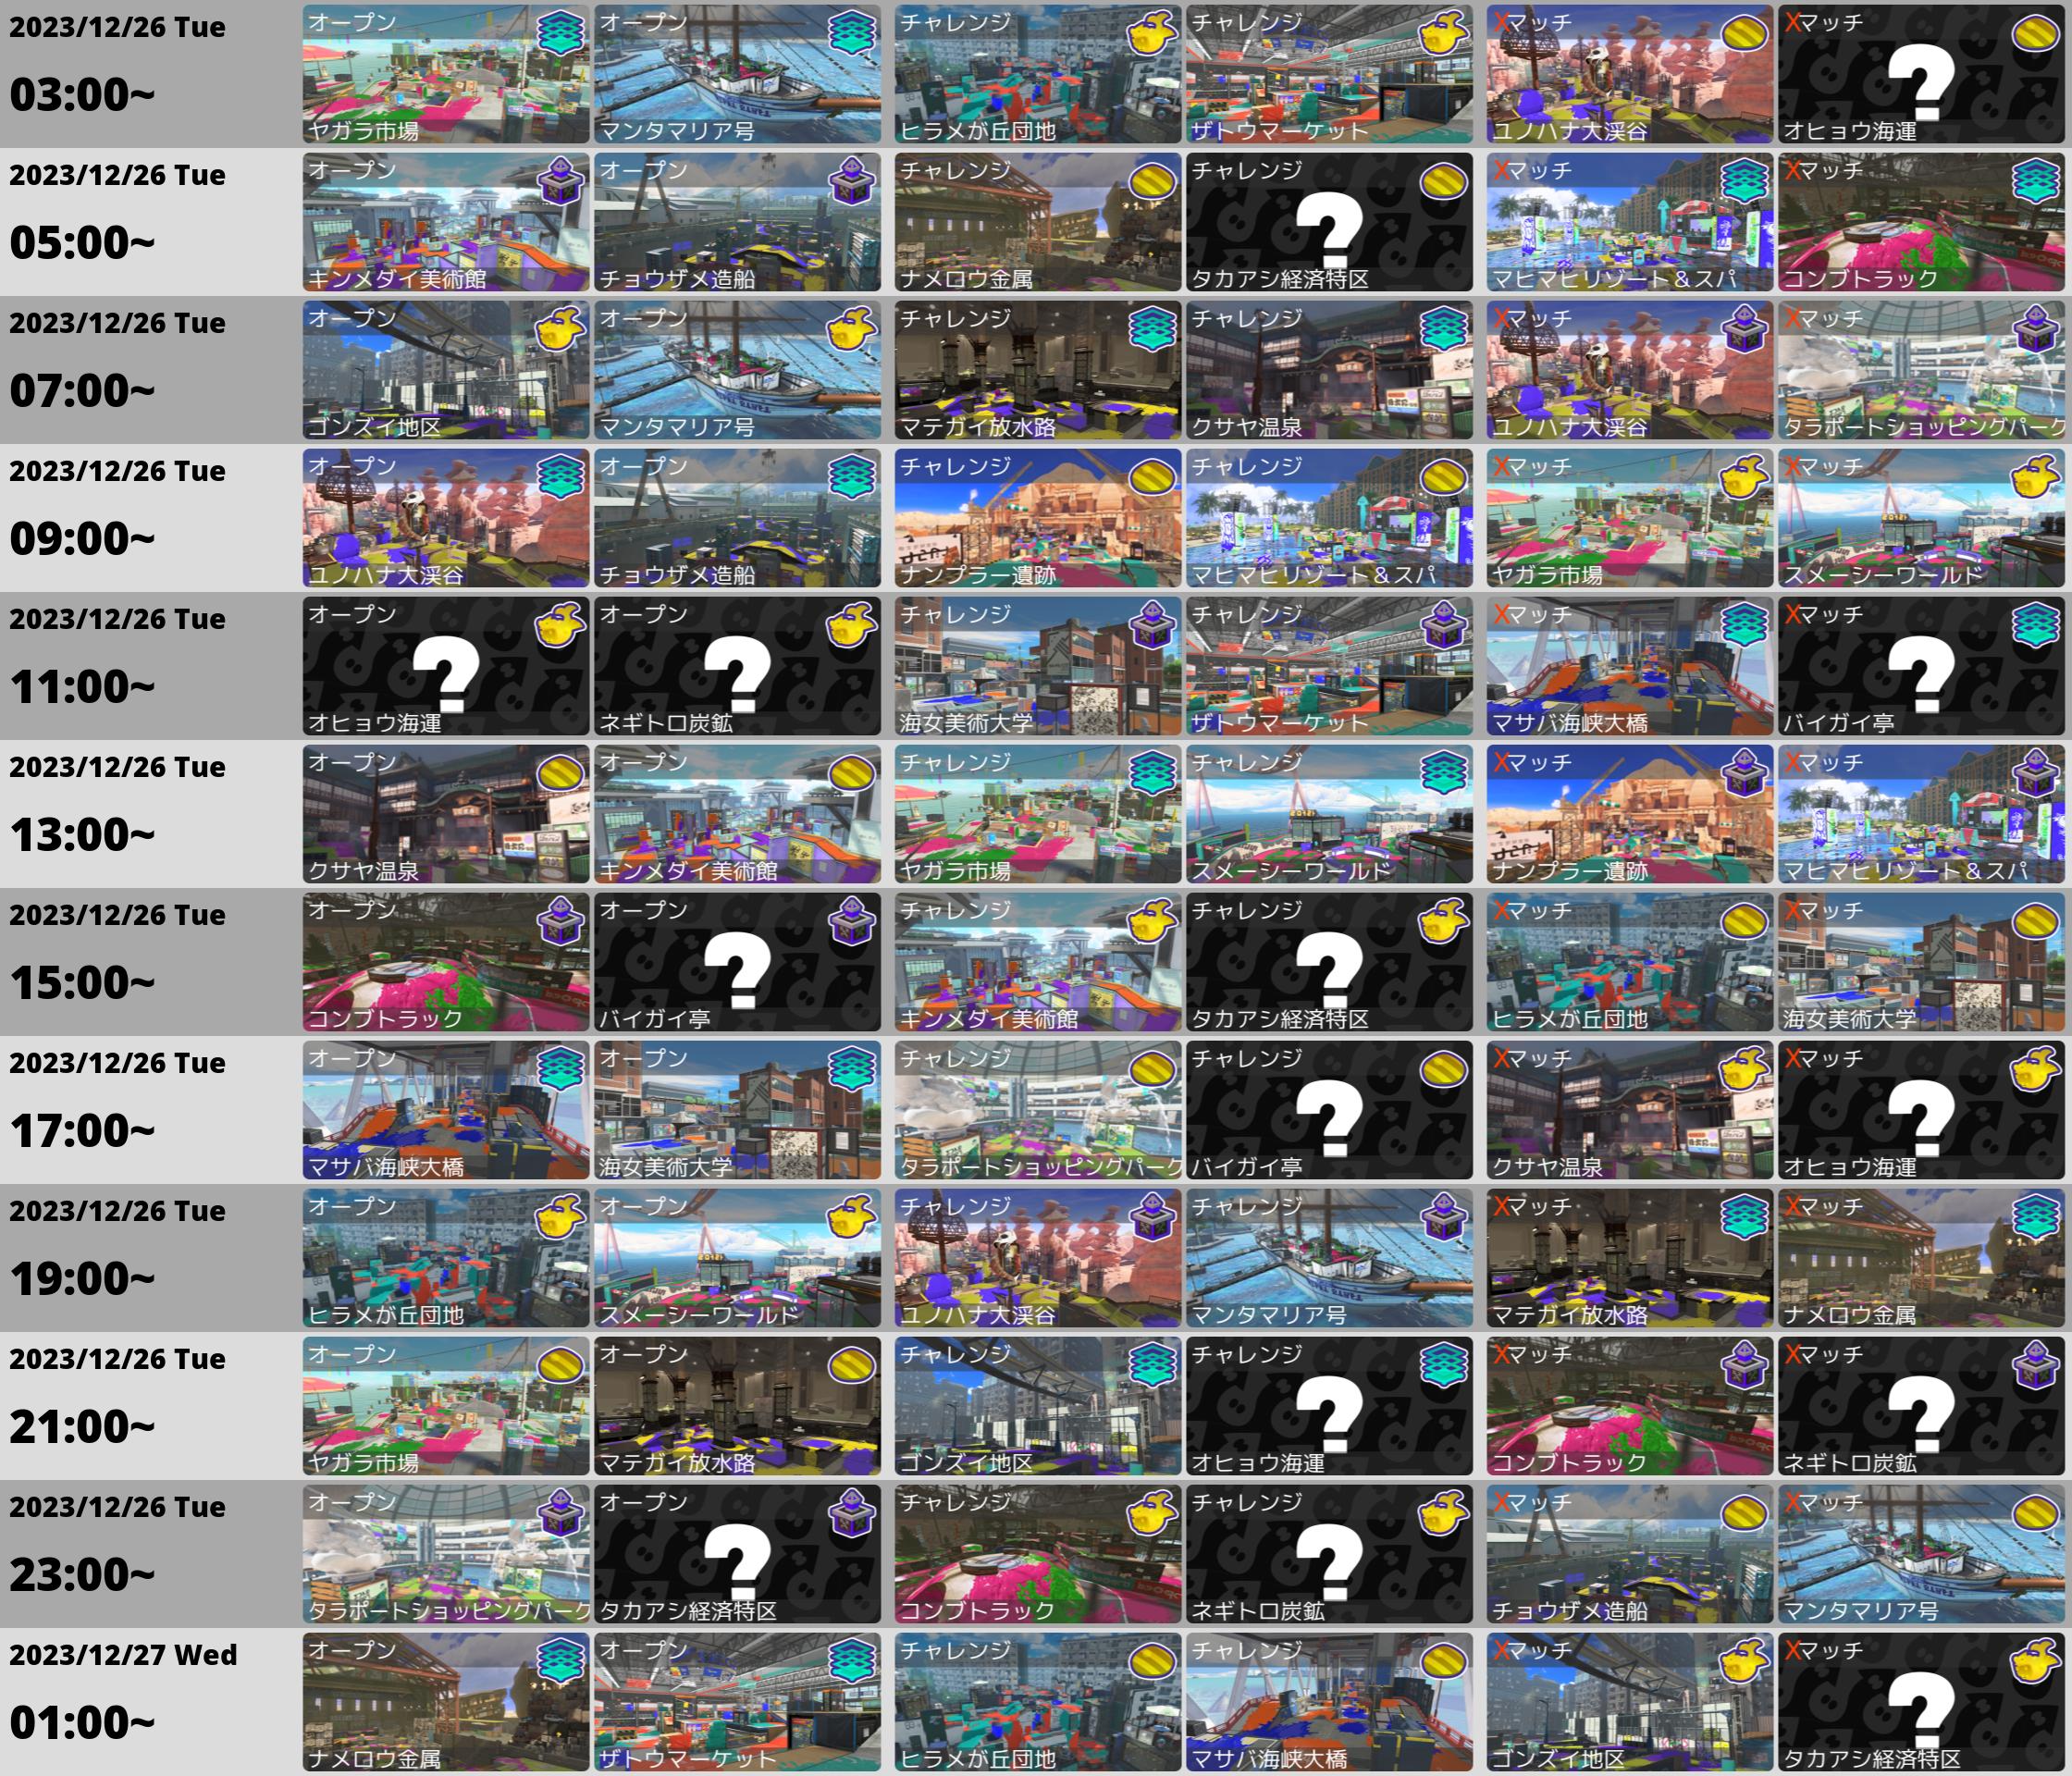 2023/12/26 Tue
03:00~
オープン オープン チャレンジ チャレンジ Xマッチ Xマッチ
ヤガラ市場 マンタマリア号 ヒラメが丘団地 ザトウマーケット ユノハナ大渓谷 オヒョウ海運
2023/12/26 Tue
05:00~
オープン オープン チャレンジ チャレンジ Xマッチ Xマッチ
キンメダイ美術館 チョウザメ造船 ナメロウ金属 タカアシ経済特区 マヒマヒリゾート＆スパ コンブトラック
2023/12/26 Tue
07:00~
オープン オープン チャレンジ チャレンジ Xマッチ Xマッチ
ゴンズイ地区 マンタマリア号 マテガイ放水路 クサヤ温泉 ユノハナ大渓谷 タラポートショッピングパーク
2023/12/26 Tue
09:00~
オープン オープン チャレンジ チャレンジ Xマッチ Xマッチ
ユノハナ大渓谷 チョウザメ造船 ナンプラー遺跡 マヒマヒリゾート＆スパ ヤガラ市場 スメーシーワールド
2023/12/26 Tue
11:00~
オープン オープン チャレンジ チャレンジ Xマッチ Xマッチ
オヒョウ海運 ネギトロ炭鉱 海女美術大学 ザトウマーケット マサバ海峡大橋 バイガイ亭
2023/12/26 Tue
13:00~
オープン オープン チャレンジ チャレンジ Xマッチ Xマッチ
クサヤ温泉 キンメダイ美術館 ヤガラ市場 スメーシーワールド ナンプラー遺跡 マヒマヒリゾート＆スパ
2023/12/26 Tue
15:00~
オープン オープン チャレンジ チャレンジ Xマッチ Xマッチ
コンブトラック バイガイ亭 キンメダイ美術館 タカアシ経済特区 ヒラメが丘団地 海女美術大学
2023/12/26 Tue
17:00~
オープン オープン チャレンジ チャレンジ Xマッチ Xマッチ
マサバ海峡大橋 海女美術大学 タラポートショッピングパーク バイガイ亭 クサヤ温泉 オヒョウ海運
2023/12/26 Tue
19:00~
オープン オープン チャレンジ チャレンジ Xマッチ Xマッチ
ヒラメが丘団地 スメーシーワールド ユノハナ大渓谷 マンタマリア号 マテガイ放水路 ナメロウ金属
2023/12/26 Tue
21:00~
オープン オープン チャレンジ チャレンジ Xマッチ Xマッチ
ヤガラ市場 マテガイ放水路 ゴンズイ地区 オヒョウ海運 コンブトラック ネギトロ炭鉱
2023/12/26 Tue
23:00~
オープン オープン チャレンジ チャレンジ Xマッチ Xマッチ
タラポートショッピングパーク タカアシ経済特区 コンブトラック ネギトロ炭鉱 チョウザメ造船 マンタマリア号
2023/12/27 Wed
01:00~
オープン オープン チャレンジ チャレンジ Xマッチ Xマッチ
ナメロウ金属 ザトウマーケット ヒラメが丘団地 マサバ海峡大橋 ゴンズイ地区 タカアシ経済特区